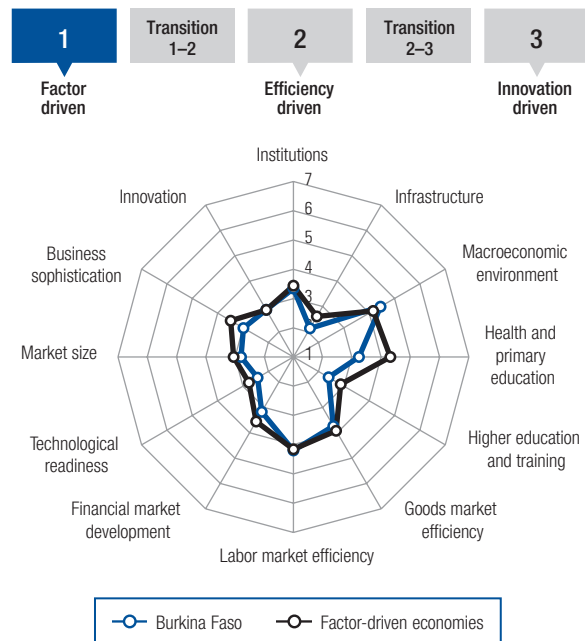 1
Transition
1–2
2
Transition
2–3
3
Factor
driven
Efficiency
driven
Innovation
driven
Institutions
7
Innovation
Infrastructure
6
5
Business
sophistication
4
Macroeconomic
environment
3
Market size
1
Health and
primary
education
Technological
readiness
Higher education
and training
Financial market
development
Goods market
efficiency
Labor market efficiency
Burkina Faso
Factor-driven economies